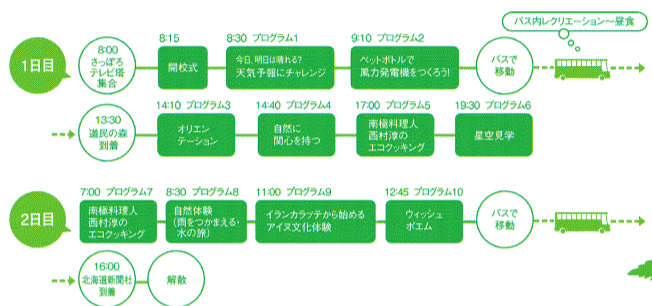 バス内レクリエーション～昼食
8:15
8:30 プログラム1
9:10 プログラム2
1日目
8:00
さっぽろ
テレビ塔
集合
開校式
今日、明日は晴れる?
天気予報にチャレンジ
ペットボトルで
風力発電機をつくろう!
バスで
移動
14:10 プログラム3
14:40 プログラム4
17:00 プログラム5
19:30 プログラム6
13:30
道民の森
到着
オリエン
テーション
自然に
関心を持つ
南極料理人
西村淳の
エコクッキング
星空見学
7:00 プログラム7
8:30 プログラム8
11:00 プログラム9
12:45 プログラム10
2日目
南極料理人
西村淳の
エコクッキング
自然体験
(雨をつかまえる・
水の旅)
イランカラプテから始める
アイヌ文化体験
ウィッシュ
ポエム
バスで
移動
16:00
北海道新聞社
到着
解散